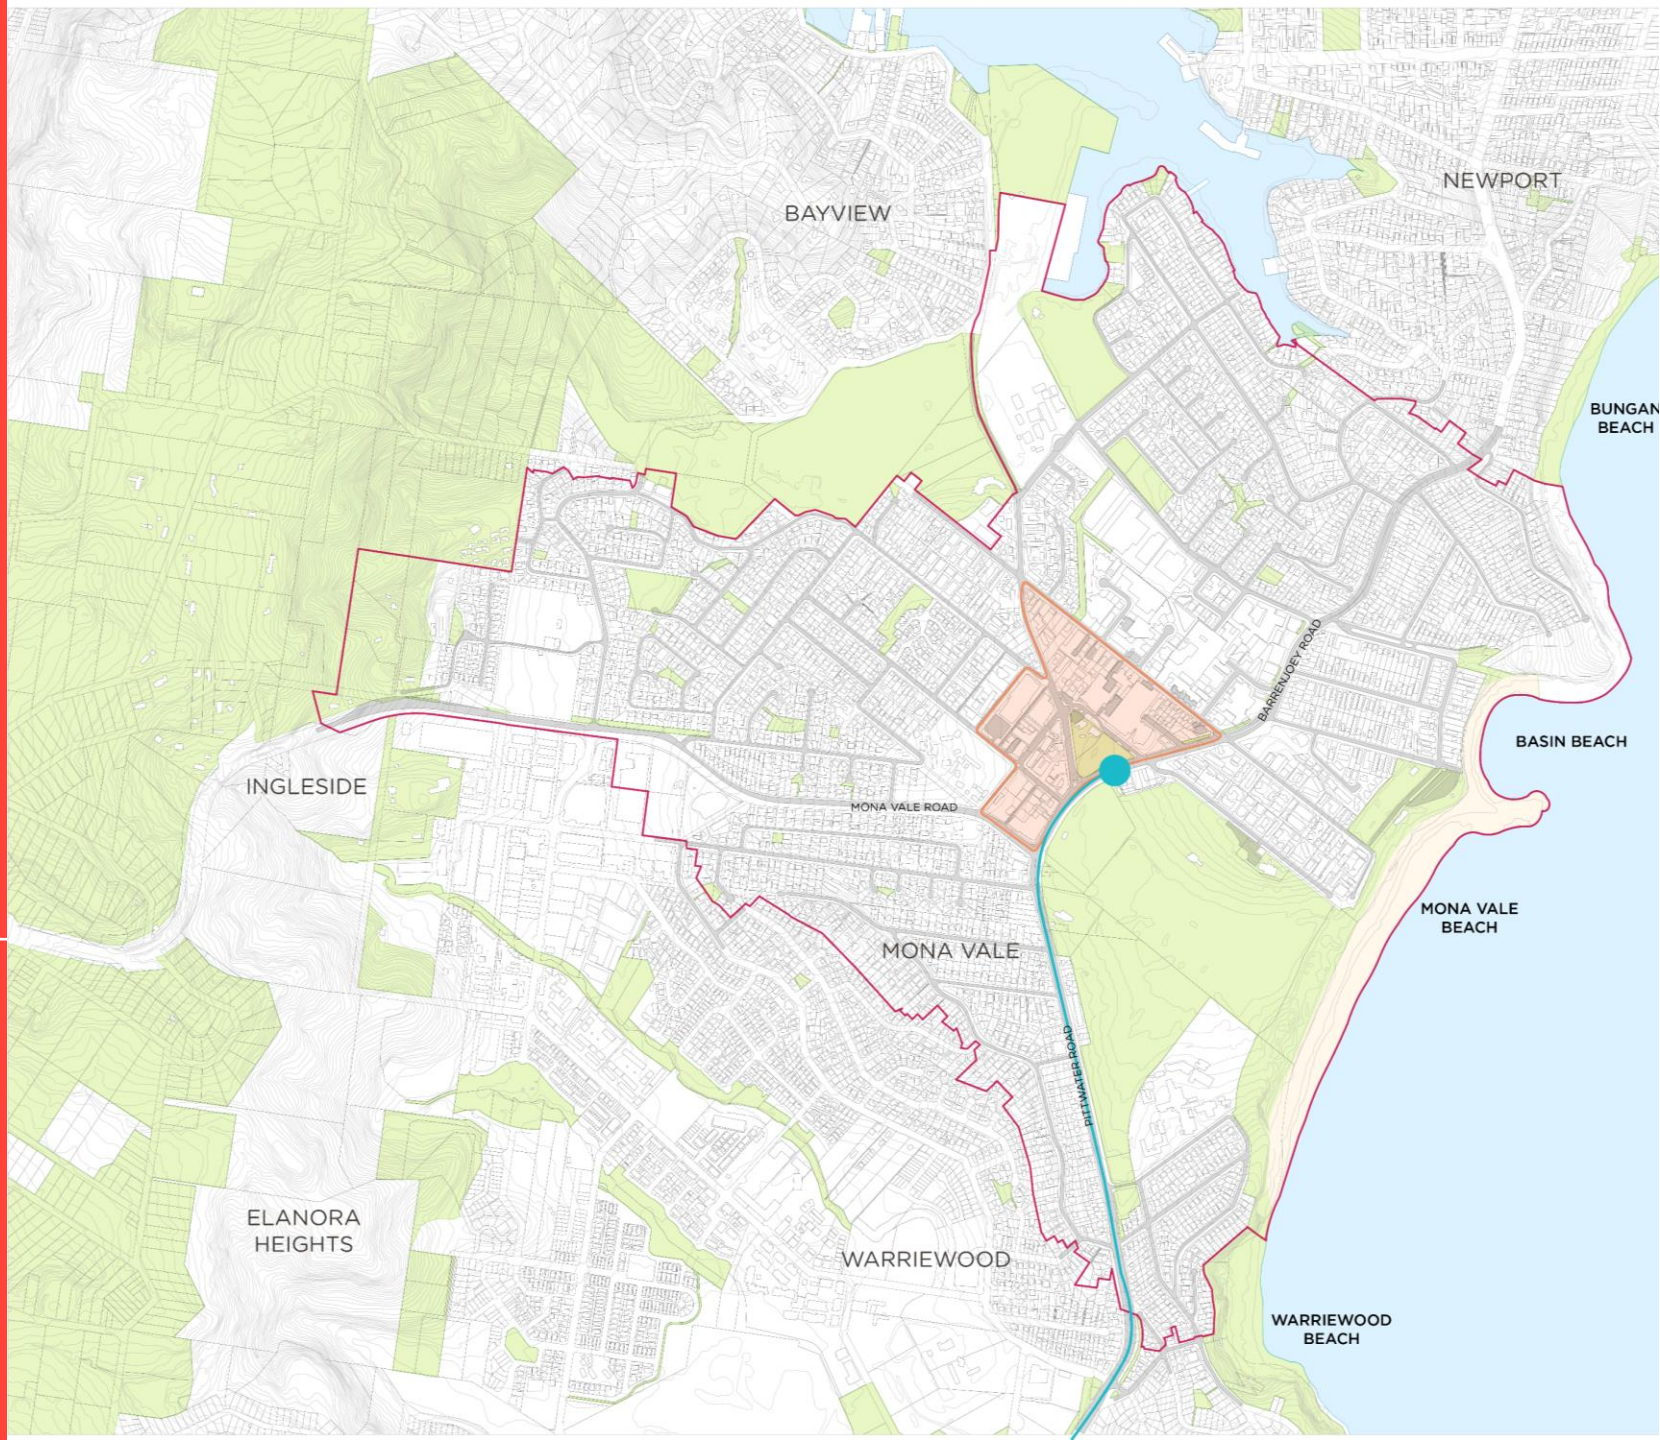 NEWPORT
BAYVIEW
BUNGAN
BEACH
BARRENJOEY ROAD
BASIN BEACH
INGLESIDE
MONA VALE ROAD
MONA VALE
BEACH
MONA VALE
PITTWATER ROAD
ELANORA
HEIGHTS
WARRIEWOOD
WARRIEWOOD
BEACH